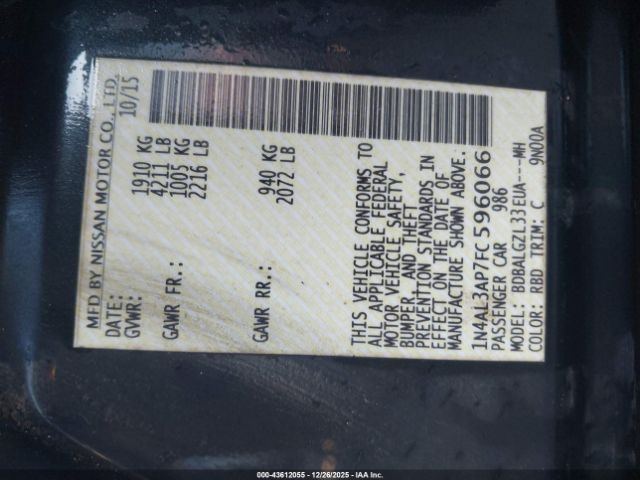 MFD BY NISSAN MOTOR CO., LTD.
DATE: 10/15
GVWR: 1910 KG
4211 LB
GAWR FR.: 1005 KG
2216 LB
GAWR RR.: 940 KG
2072 LB
THIS VEHICLE CONFORMS TO
ALL APPLICABLE FEDERAL
MOTOR VEHICLE SAFETY,
BUMPER, AND THEFT
PREVENTION STANDARDS IN
EFFECT ON THE DATE OF
MANUFACTURE SHOWN ABOVE.
1N4AL3AP7FC596066
PASSENGER CAR 986
MODEL: BDBALGZL33EUA---MH
COLOR: RBD TRIM: C 9N00A
000-43612055 - 12/26/2025 - IAA Inc.